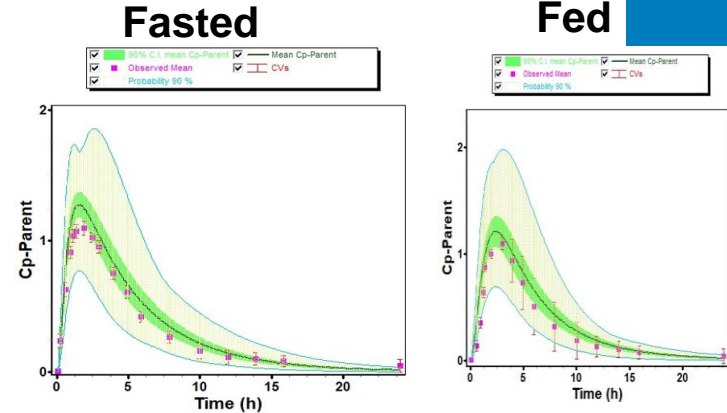 Fasted
90% C.I. mean Cp-Parent Mean Cp-Parent
Observed Mean CVs
Probability 90 %
2
1
0
Cp-Parent
0 5 10 15 20
Time (h)
Fed
90% C.I. mean Cp-Parent Mean Cp-Parent
Observed Mean CVs
Probability 90 %
2
1
0
Cp-Parent
0 5 10 15 20
Time (h)